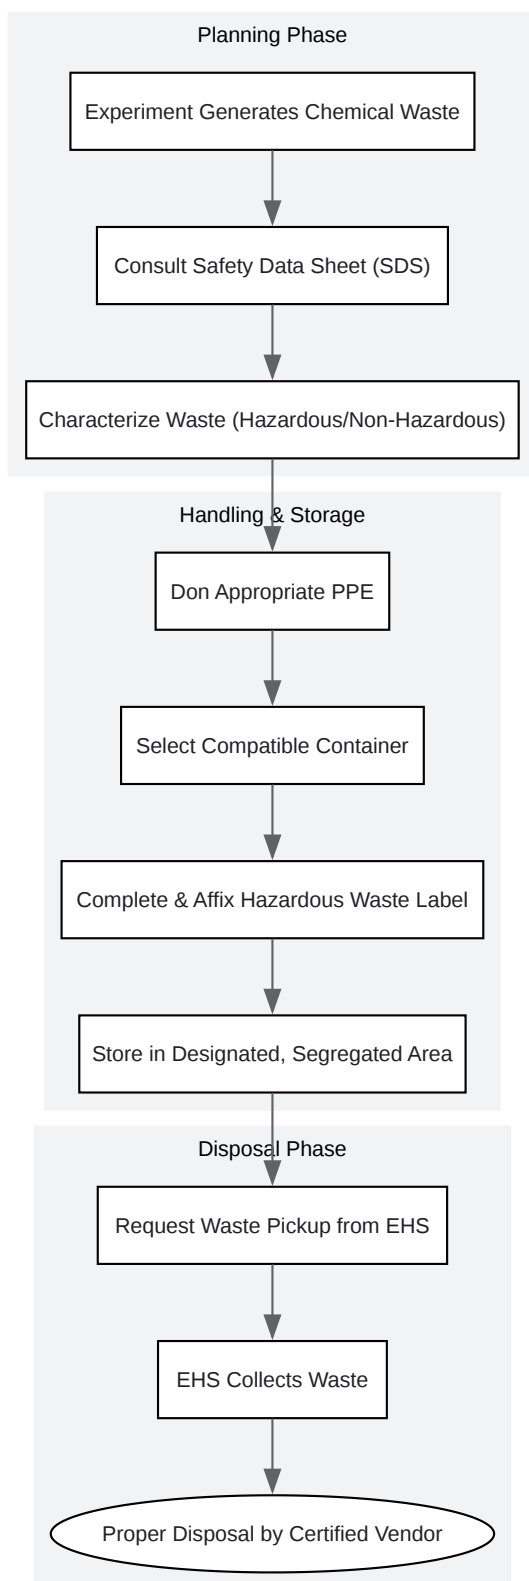 Planning Phase
Experiment Generates Chemical Waste
Consult Safety Data Sheet (SDS)
Characterize Waste (Hazardous/Non-Hazardous)
Handling & Storage
Don Appropriate PPE
Select Compatible Container
Complete & Affix Hazardous Waste Label
Store in Designated, Segregated Area
Disposal Phase
Request Waste Pickup from EHS
EHS Collects Waste
Proper Disposal by Certified Vendor